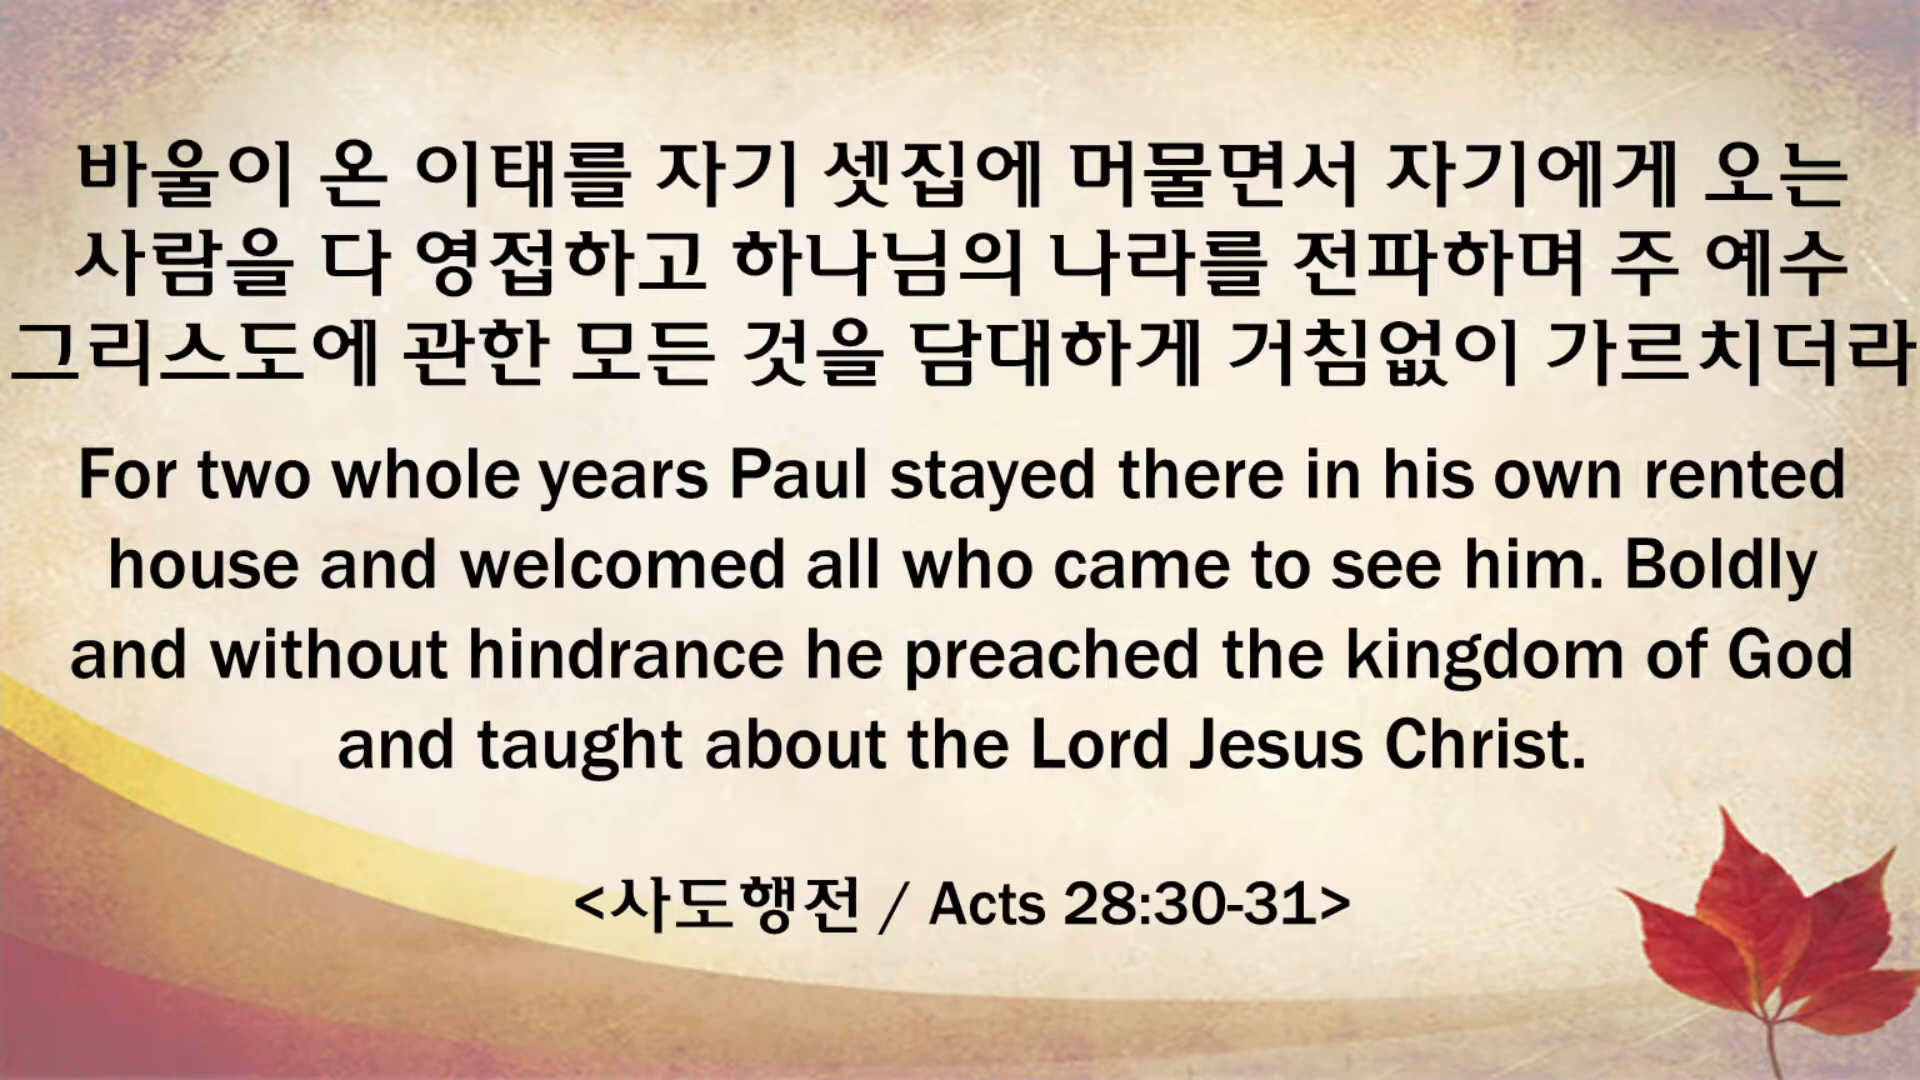 바울이 온 이태를 자기 셋집에 머물면서 자기에게 오는
사람을 다 영접하고 하나님의 나라를 전파하며 주 예수
그리스도에 관한 모든 것을 담대하게 거침없이 가르치더라
For two whole years Paul stayed there in his own rented
house and welcomed all who came to see him. Boldly
and without hindrance he preached the kingdom of God
and taught about the Lord Jesus Christ.
<사도행전 / Acts 28:30-31>